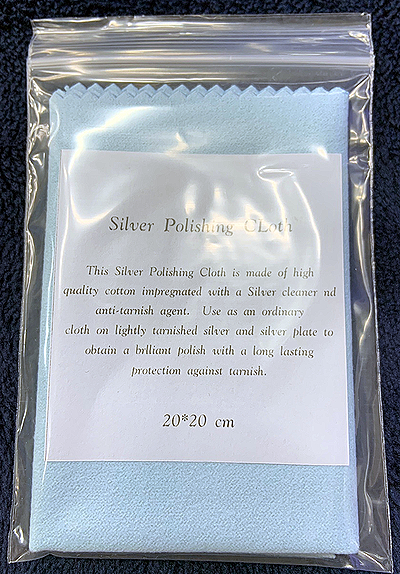 Silver Polishing CLoth
This Silver Polishing Cloth is made of high
quality cotton impregnated with a Silver cleaner nd
anti-tarnish agent. Use as an ordinary
cloth on lightly tarnished silver and silver plate to
obtain a brlliant polish with a long lasting
protection against tarnish.
20*20 cm